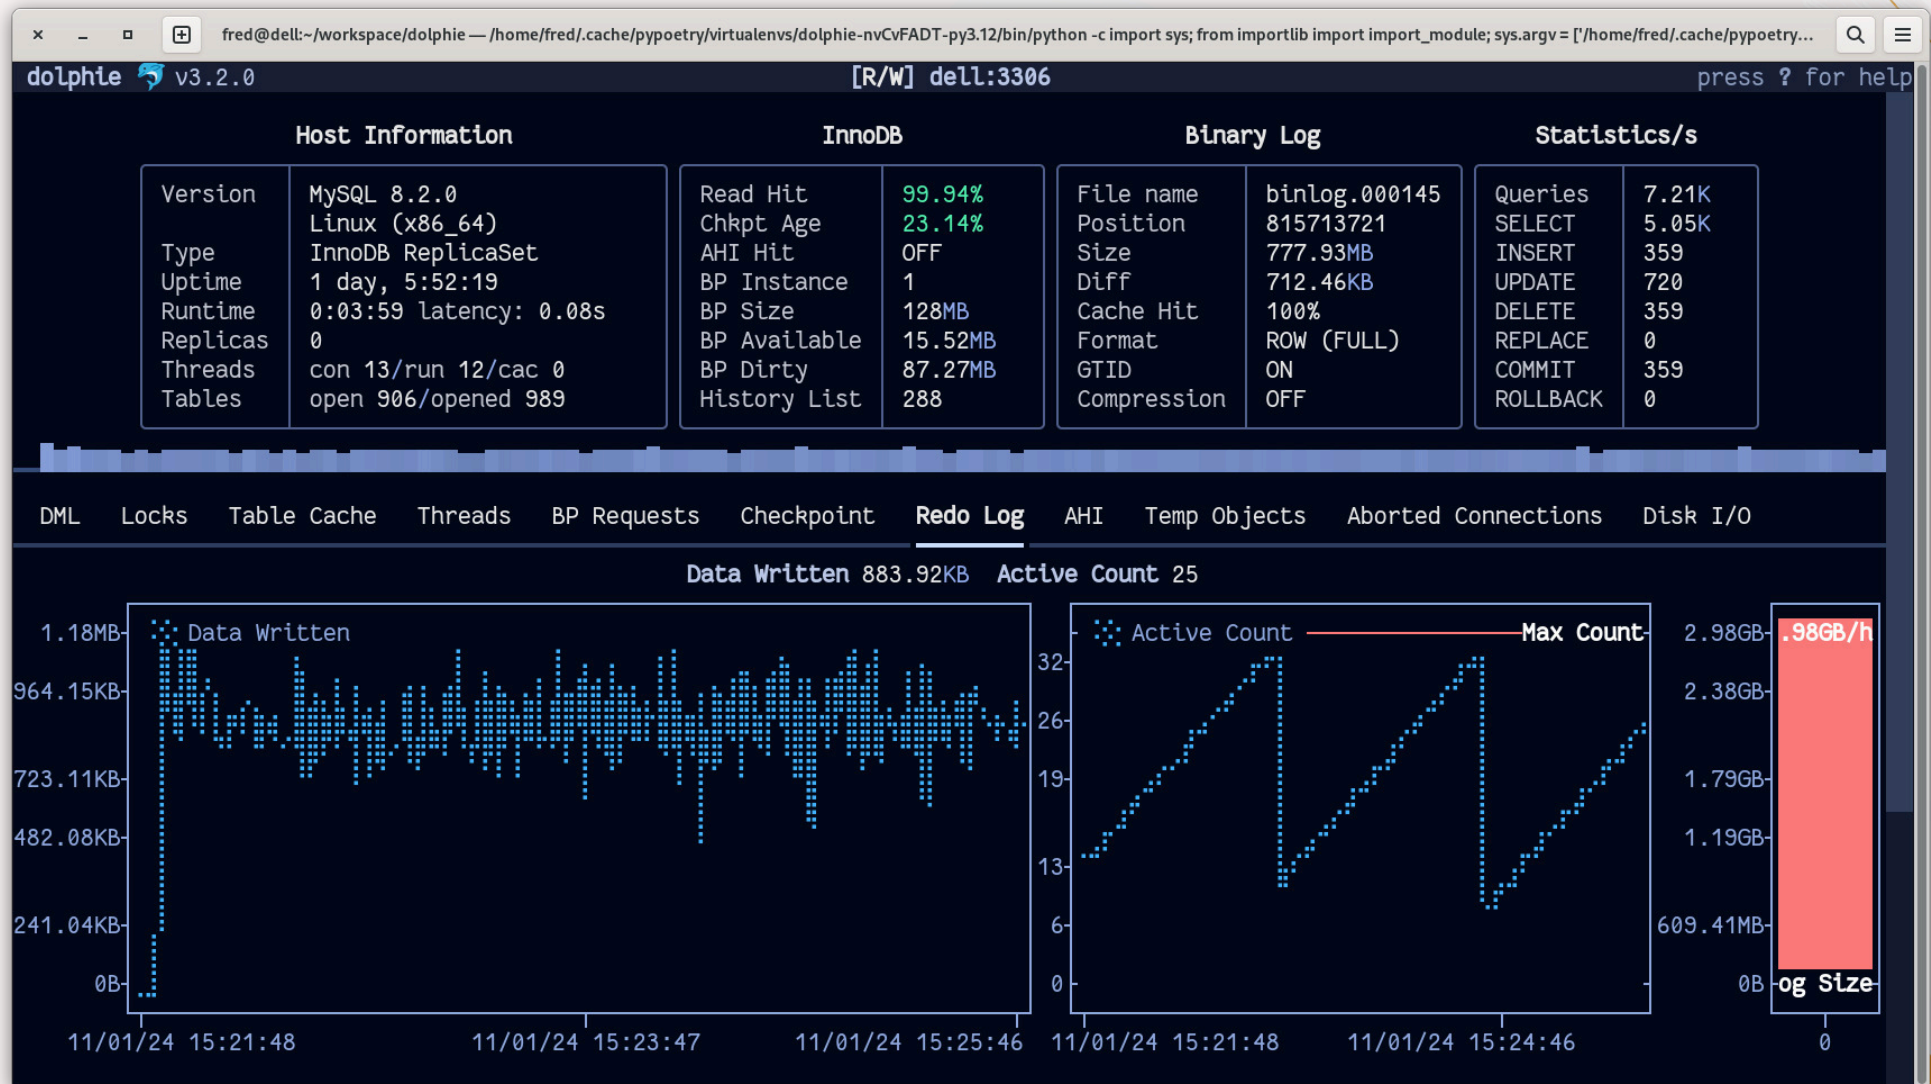 fred@dell:~/workspace/dolphie — /home/fred/.cache/pypoetry/virtualenvs/dolphie-nvCvFADT-py3.12/bin/python -c import sys; from importlib import import_module; sys.argv = ['/home/fred/.cache/pypoetry...
dolphie 🐬 v3.2.0 [R/W] dell:3306 press ? for help
Host Information InnoDB Binary Log Statistics/s
Version MySQL 8.2.0 Read Hit 99.94% File name binlog.000145 Queries 7.21K
Linux (x86_64) Chkpt Age 23.14% Position 815713721 SELECT 5.05K
Type InnoDB ReplicaSet AHI Hit OFF Size 777.93MB INSERT 359
Uptime 1 day, 5:52:19 BP Instance 1 Diff 712.46KB UPDATE 720
Runtime 0:03:59 latency: 0.08s BP Size 128MB Cache Hit 100% DELETE 359
Replicas 0 BP Available 15.52MB Format ROW (FULL) REPLACE 0
Threads con 13/run 12/cac 0 BP Dirty 87.27MB GTID ON COMMIT 359
Tables open 906/opened 989 History List 288 Compression OFF ROLLBACK 0
DML Locks Table Cache Threads BP Requests Checkpoint Redo Log AHI Temp Objects Aborted Connections Disk I/O
Data Written 883.92KB Active Count 25
1.18MB Data Written Active Count Max Count 2.98GB .98GB/h
32
964.15KB 2.38GB
26
723.11KB 19 1.79GB
482.08KB 1.19GB
13
241.04KB 6 609.41MB
0B 0 0B og Size
11/01/24 15:21:48 11/01/24 15:23:47 11/01/24 15:25:46 11/01/24 15:21:48 11/01/24 15:24:46 0